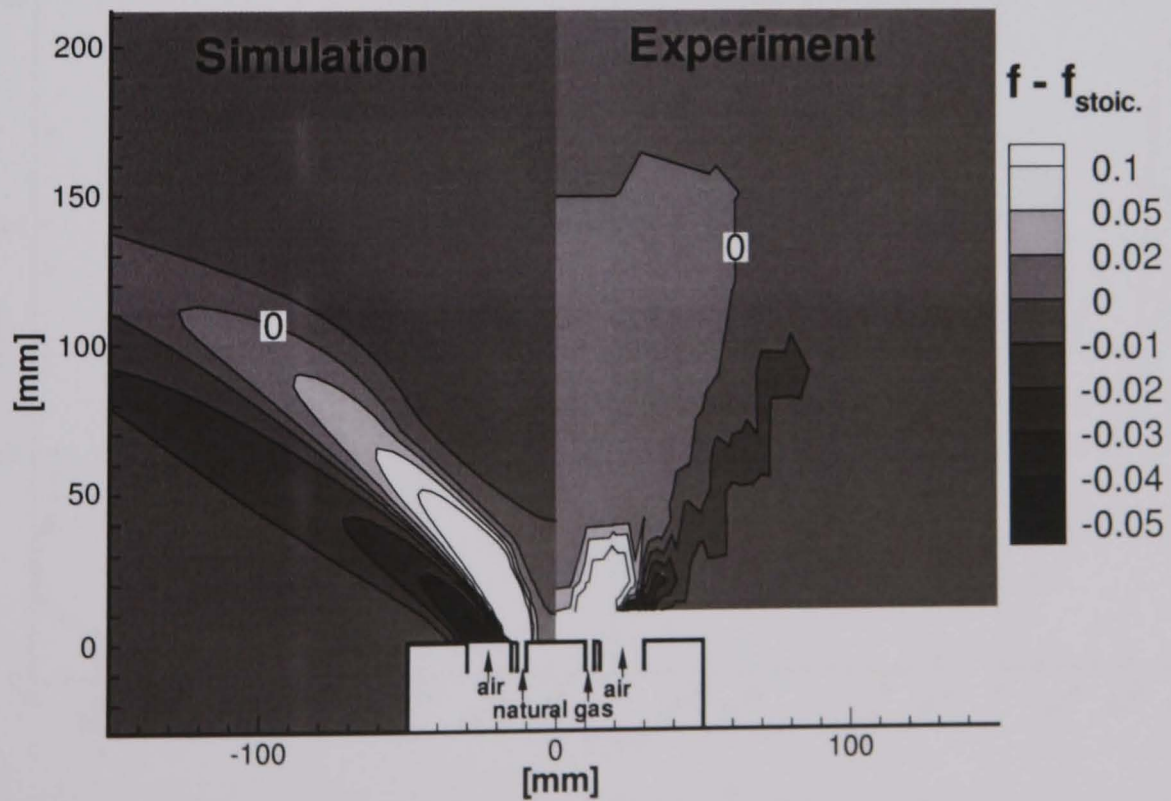 Simulation
Experiment
200
150
100
50
0
[mm]
-100
0
100
[mm]
0
0
air
air
natural gas
f - fstoic.
0.1
0.05
0.02
0
-0.01
-0.02
-0.03
-0.04
-0.05